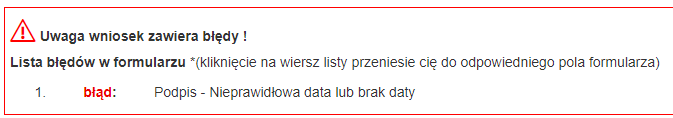 Uwaga wniosek zawiera błędy !
Lista błędów w formularzu *(kliknięcie na wiersz listy przeniesie cię do odpowiedniego pola formularza)
1. błąd: Podpis - Nieprawidłowa data lub brak daty